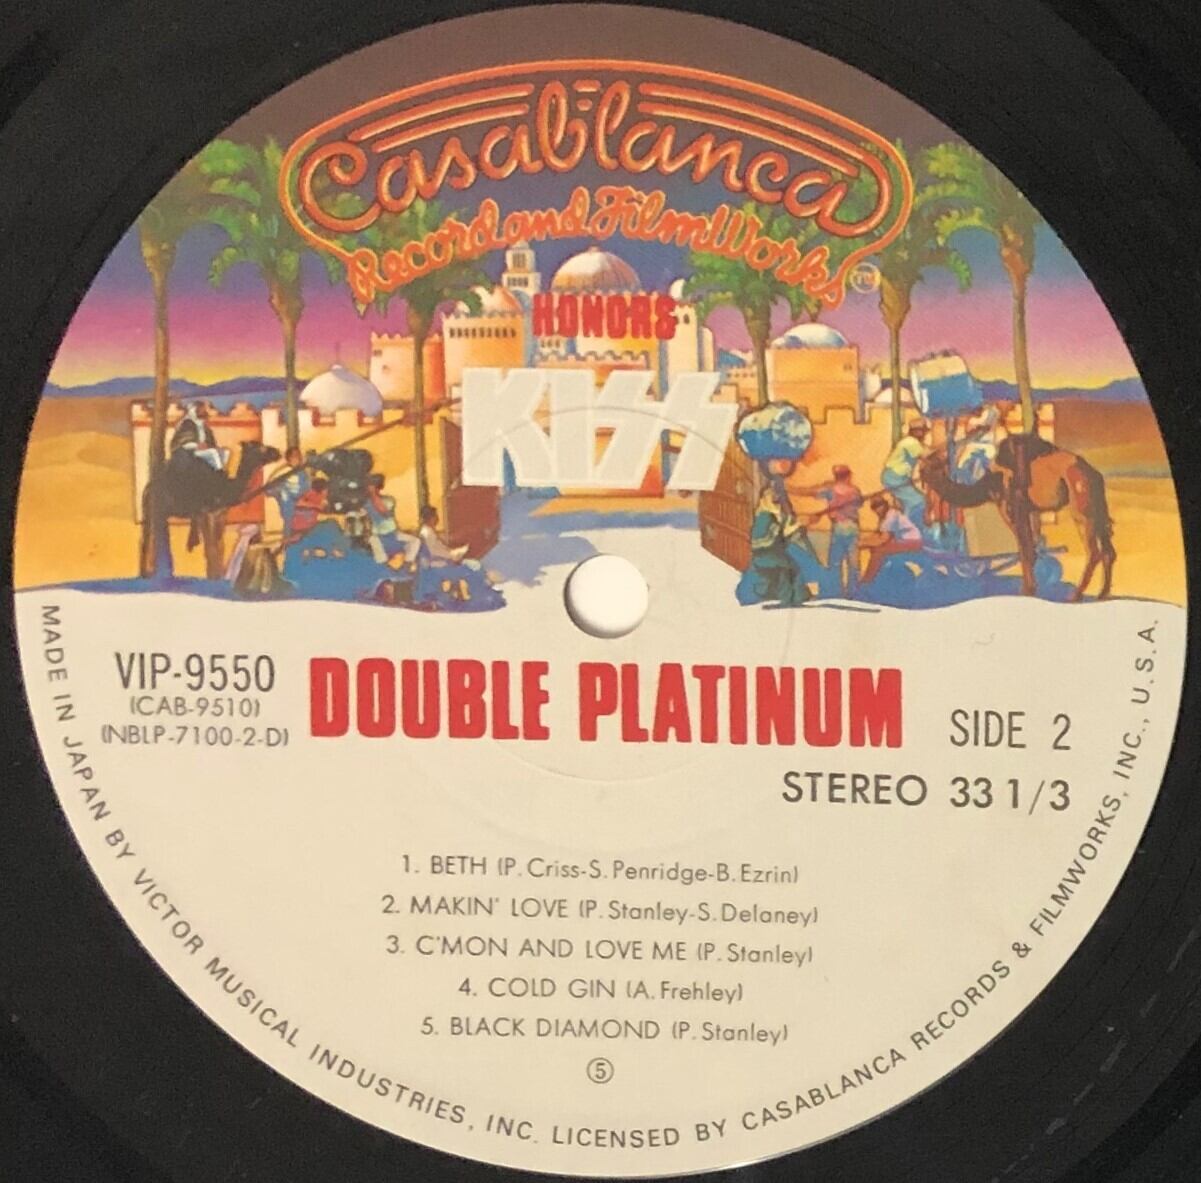 Casablanca
Record and FilmWorks TM
HONORS
KISS
VIP-9550
(CAB-9510)
(NBLP-7100-2-D)
DOUBLE PLATINUM
SIDE 2
STEREO 33 1/3
1. BETH (P. Criss-S. Penridge-B. Ezrin)
2. MAKIN' LOVE (P. Stanley-S. Delaney)
3. C'MON AND LOVE ME (P. Stanley)
4. COLD GIN (A. Frehley)
5. BLACK DIAMOND (P. Stanley)
⑤
MADE IN JAPAN BY VICTOR MUSICAL INDUSTRIES, INC. LICENSED BY CASABLANCA RECORDS & FILMWORKS, INC., U.S.A.